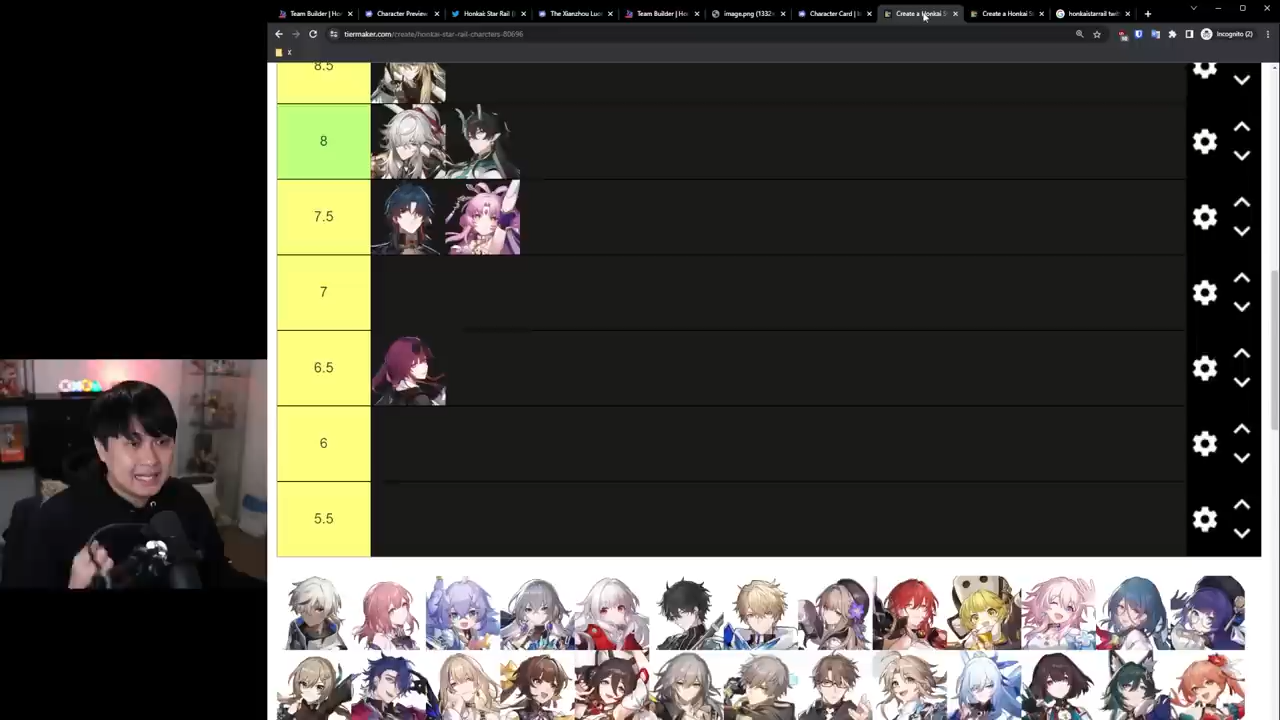 Team Builder | Ho
Character Preview
Honkai: Star Rail (
The Xianzhou Luo
Team Builder | Ho
image.png (1332
Character Card |
Create a Honkai S
Create a Honkai S
honkaistarrail twit
tiermaker.com/create/honkai-star-rail-charcters-80696
Incognito (2)
X
8.5
8
7.5
7
6.5
6
5.5